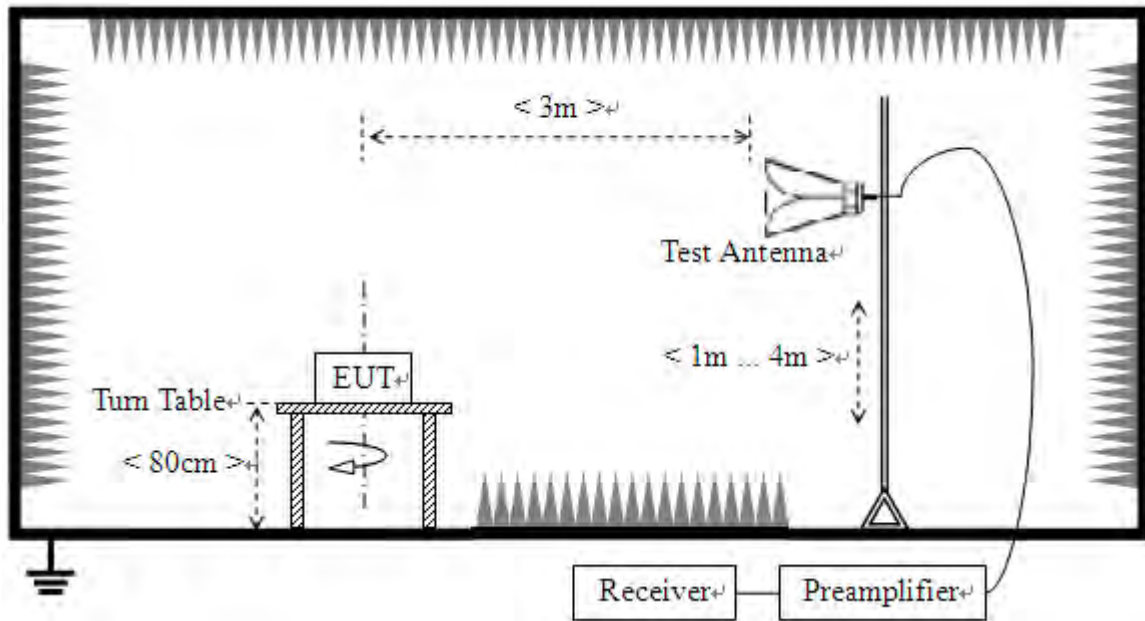 < 3m >
Test Antenna
< 1m ... 4m >
EUT
Turn Table
< 80cm >
Receiver
Preamplifier